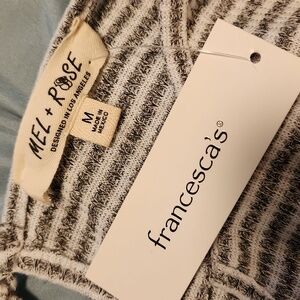 MEL + ROSE
DESIGNED IN LOS ANGELES
M
MADE IN
MEXICO
francesca's®